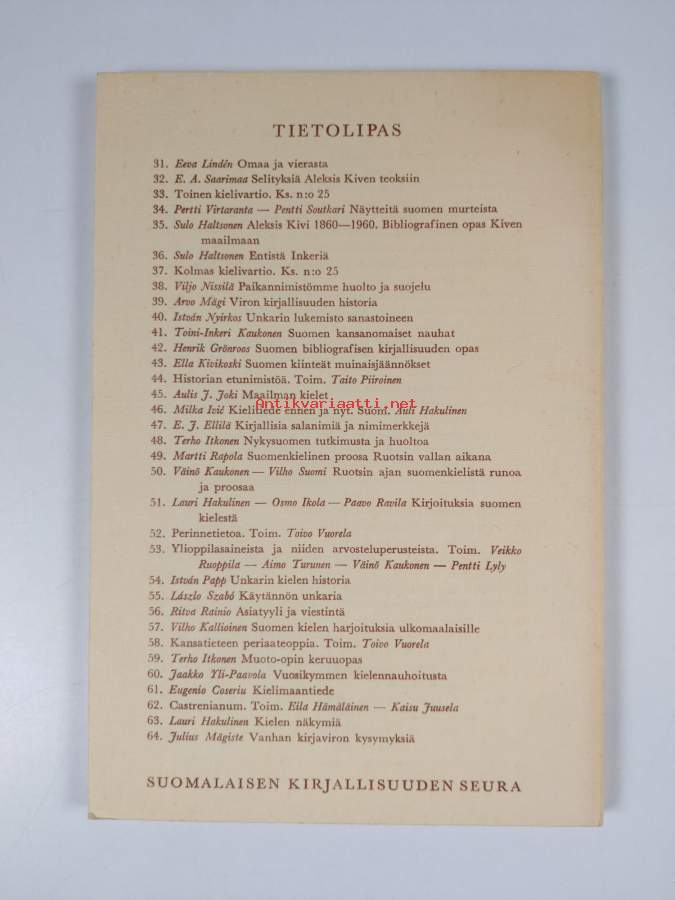 TIETOLIPAS
31. Eeva Lindén Omaa ja vierasta
32. E. A. Saarimaa Selityksiä Aleksis Kiven teoksiin
33. Toinen kielivartio. Ks. n:o 25
34. Pertti Virtaranta — Pentti Soutkari Näytteitä suomen murteista
35. Sulo Haltsonen Aleksis Kivi 1860—1960. Bibliografinen opas Kiven
maailmaan
36. Sulo Haltsonen Entistä Inkeriä
37. Kolmas kielivartio. Ks. n:o 25
38. Viljo Nissilä Paikannimistömme huolto ja suojelu
39. Arvo Mägi Viron kirjallisuuden historia
40. István Nyirkos Unkarin lukemisto sanastoineen
41. Toini-Inkeri Kaukonen Suomen kansanomaiset nauhat
42. Henrik Grönroos Suomen bibliografisen kirjallisuuden opas
43. Ella Kivikoski Suomen kiinteät muinaisjäännökset
44. Historian etunimistöä. Toim. Taito Piiroinen
45. Aulis J. Joki Maailman kielet
Antikvariaatti.net
46. Milka Ivić Kielitiede ennen ja nyt. Suom. Auli Hakulinen
47. E. J. Ellilä Kirjallisia salanimiä ja nimimerkkejä
48. Terho Itkonen Nykysuomen tutkimusta ja huoltoa
49. Martti Rapola Suomenkielinen proosa Ruotsin vallan aikana
50. Väinö Kaukonen — Vilho Suomi Ruotsin ajan suomenkielistä runoa
ja proosaa
51. Lauri Hakulinen — Osmo Ikola — Paavo Ravila Kirjoituksia suomen
kielestä
52. Perinnetietoa. Toim. Toivo Vuorela
53. Ylioppilasaineista ja niiden arvosteluperusteista. Toim. Veikko
Ruoppila — Aimo Turunen — Väinö Kaukonen — Pentti Lyly
54. István Papp Unkarin kielen historia
55. Lászlo Szabó Käytännön unkaria
56. Ritva Rainio Asiatyyli ja viestintä
57. Vilho Kallioinen Suomen kielen harjoituksia ulkomaalaisille
58. Kansatieteen periaateoppia. Toim. Toivo Vuorela
59. Terho Itkonen Muoto-opin keruuopas
60. Jaakko Yli-Paavola Vuosikymmen kielennauhoitusta
61. Eugenio Coseriu Kielimaantiede
62. Castrenianum. Toim. Eila Hämäläinen — Kaisu Juusela
63. Lauri Hakulinen Kielen näkymiä
64. Julius Mägiste Vanhan kirjaviron kysymyksiä
SUOMALAISEN KIRJALLISUUDEN SEURA